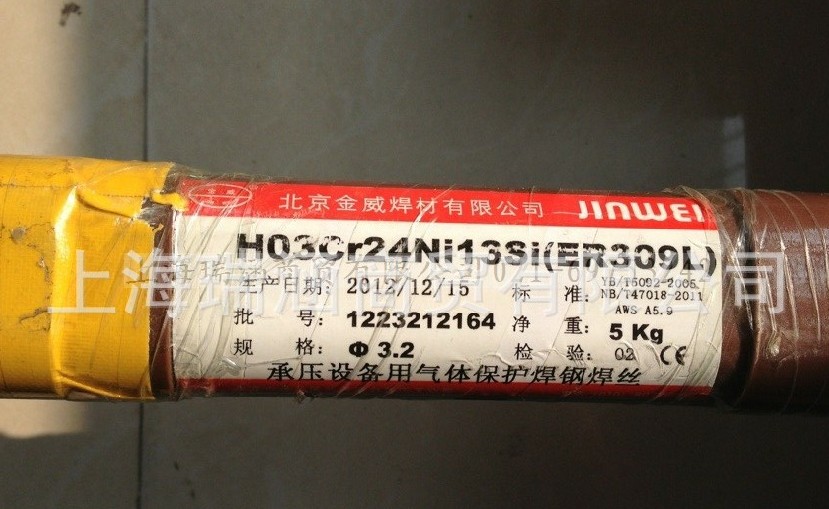 北京金威焊材有限公司 JINWEI
H03Cr24Ni13Si(ER309L)
生产日期: 2012/12/15 标 准: YB/T5092-2005
NB/T47018-2011
AWS A5.9
批 号: 1223212164 净 重: 5 Kg
规 格: Φ3.2 检 验: 02 CE
承压设备用气体保护焊钢焊丝